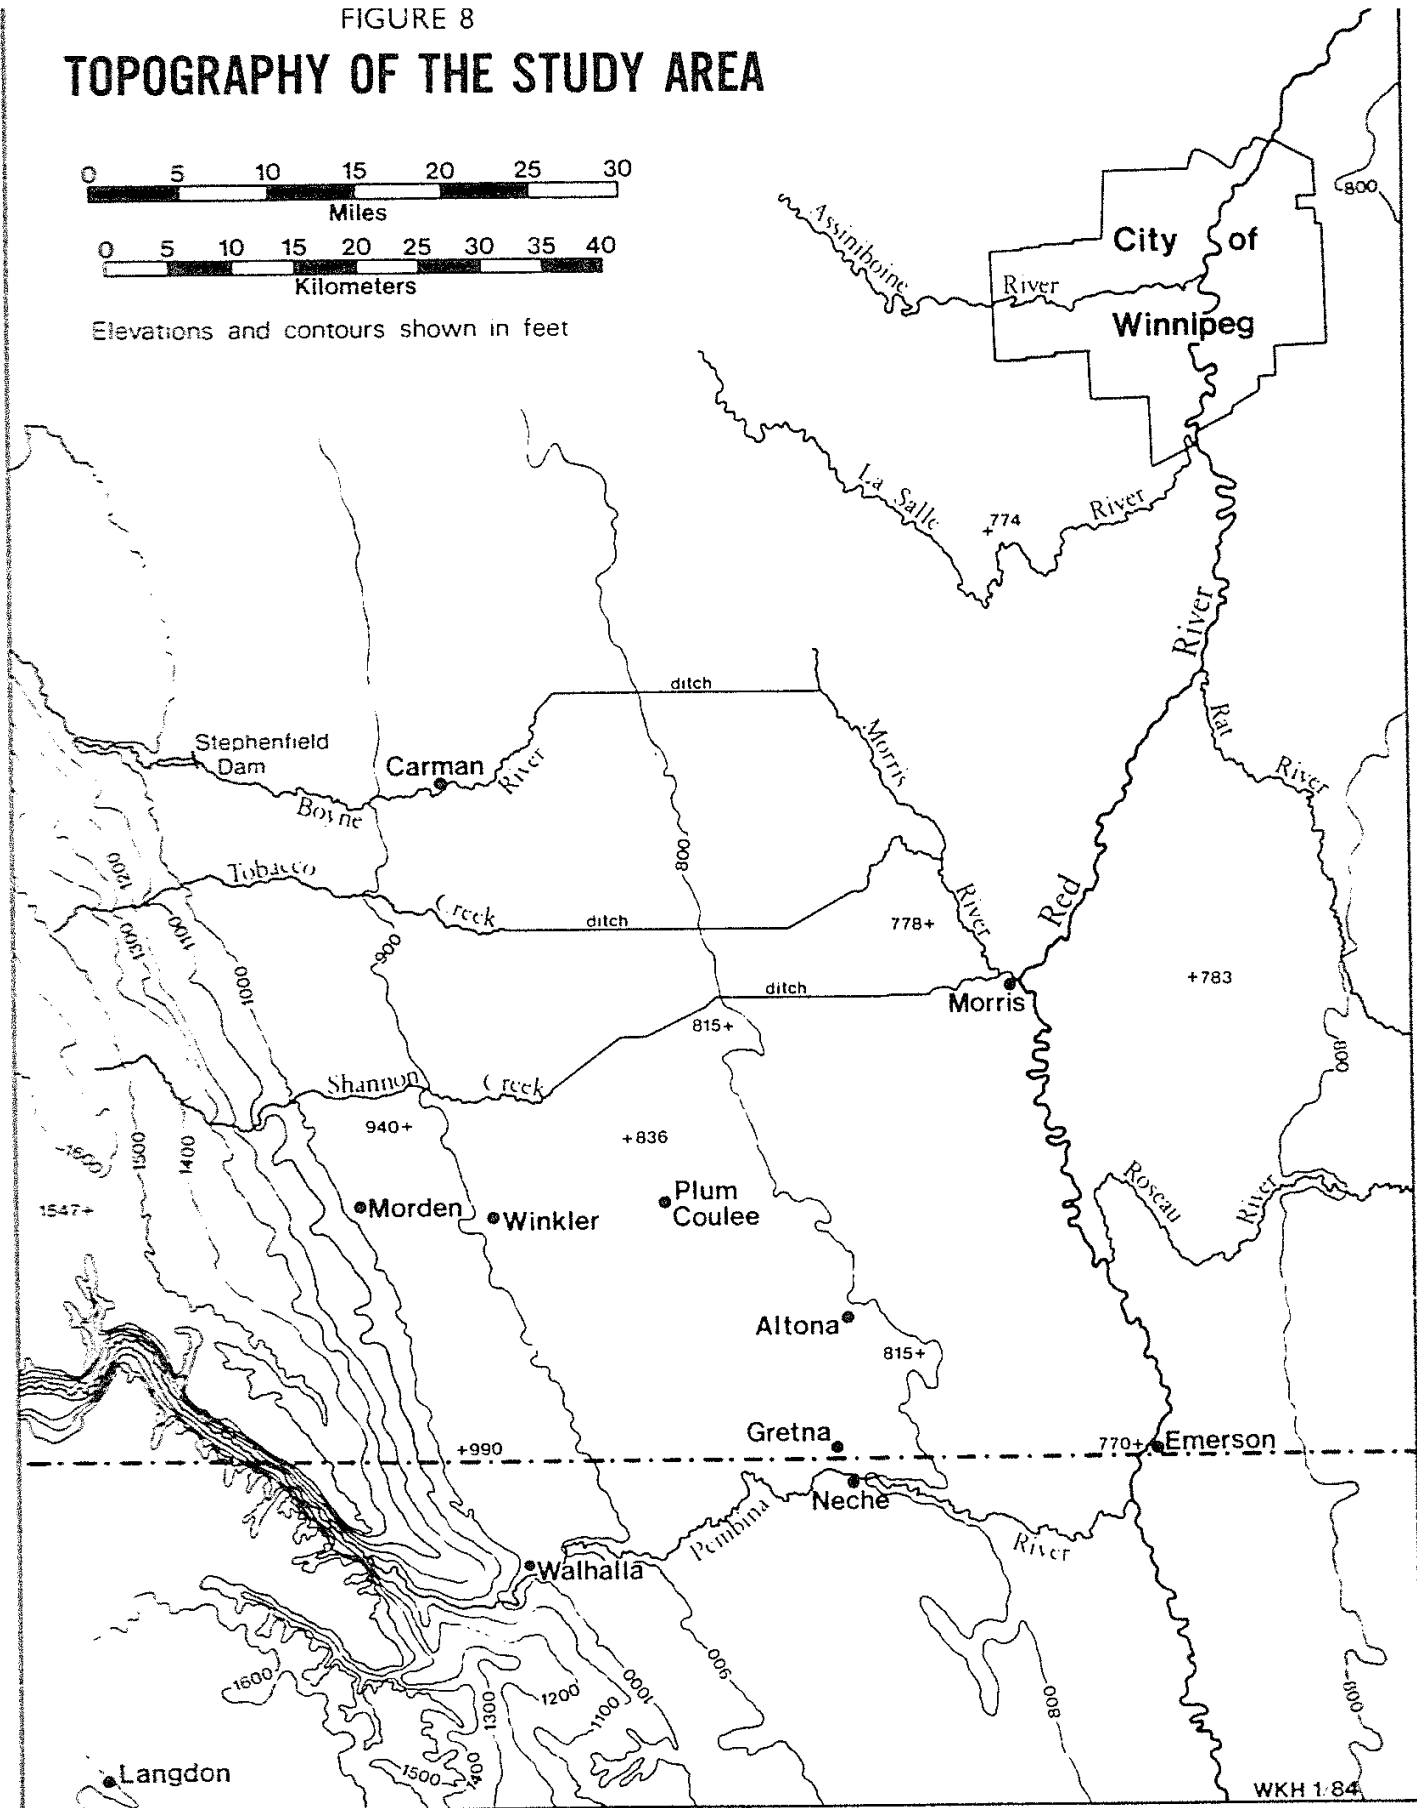 FIGURE 8
TOPOGRAPHY OF THE STUDY AREA
0 5 10 15 20 25 30
Miles
0 5 10 15 20 25 30 35 40
Kilometers
Elevations and contours shown in feet
800
Assiniboine
River
City of
Winnipeg
La Salle
River
774
River
ditch
Rat
River
Morris
River
Stephenfield
Dam
Carman
River
Boyne
800
1200
Tobacco
Creek
ditch
Red
778+
River
1300
1100
900
1000
+783
ditch
Morris
815+
800
Shannon
Creek
940+
+836
1600
1500
1400
Roseau
River
1547+
Morden
Winkler
Plum
Coulee
Altona
815+
Gretna
+990
770+
Emerson
Neche
Pembina
River
Walhalla
1600
900
1000
1200
1100
1300
800
800
1500
1400
Langdon
WKH 1/84